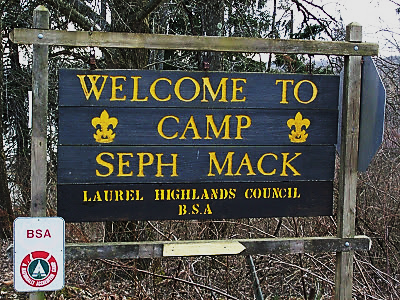 WELCOME TO
CAMP
SEPH MACK
LAUREL HIGHLANDS COUNCIL
B.S.A
BSA